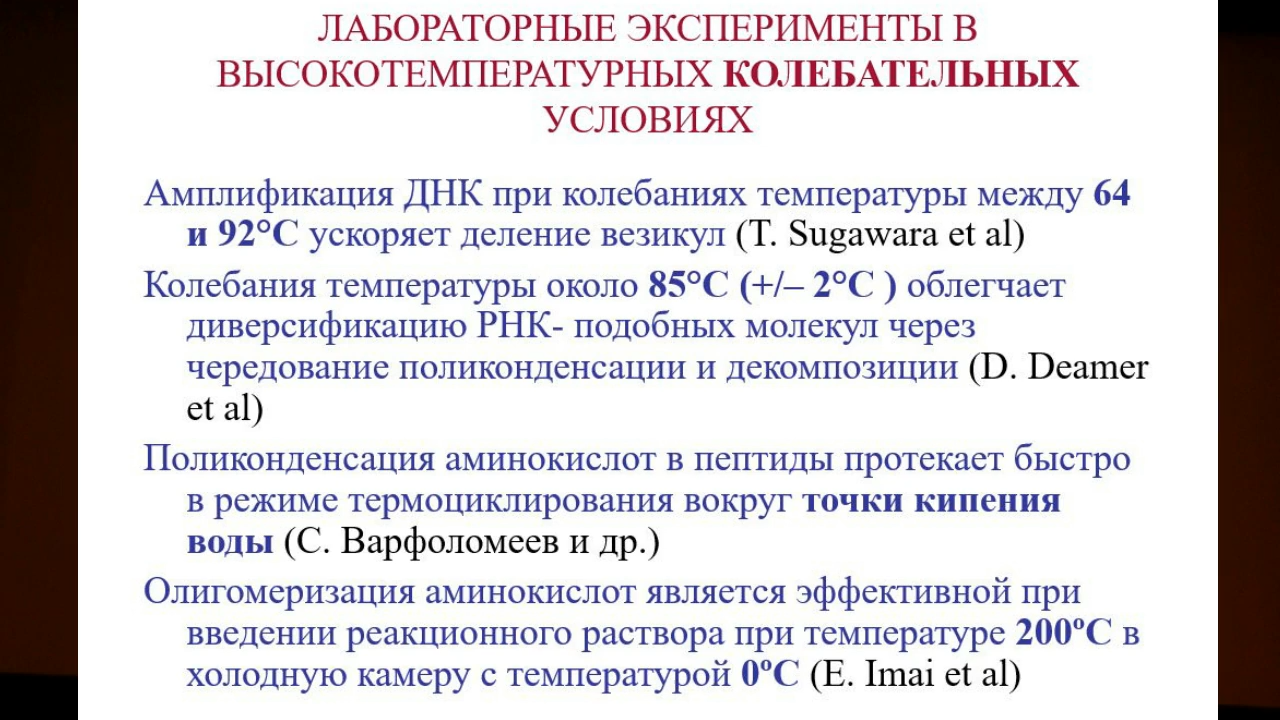 ЛАБОРАТОРНЫЕ ЭКСПЕРИМЕНТЫ В
ВЫСОКОТЕМПЕРАТУРНЫХ КОЛЕБАТЕЛЬНЫХ
УСЛОВИЯХ
Амплификация ДНК при колебаниях температуры между 64
и 92°C ускоряет деление везикул (T. Sugawara et al)
Колебания температуры около 85°C (+/– 2°C ) облегчает
диверсификацию РНК- подобных молекул через
чередование поликонденсации и декомпозиции (D. Deamer
et al)
Поликонденсация аминокислот в пептиды протекает быстро
в режиме термоциклирования вокруг точки кипения
воды (С. Варфоломеев и др.)
Олигомеризация аминокислот является эффективной при
введении реакционного раствора при температуре 200ºC в
холодную камеру с температурой 0ºC (E. Imai et al)